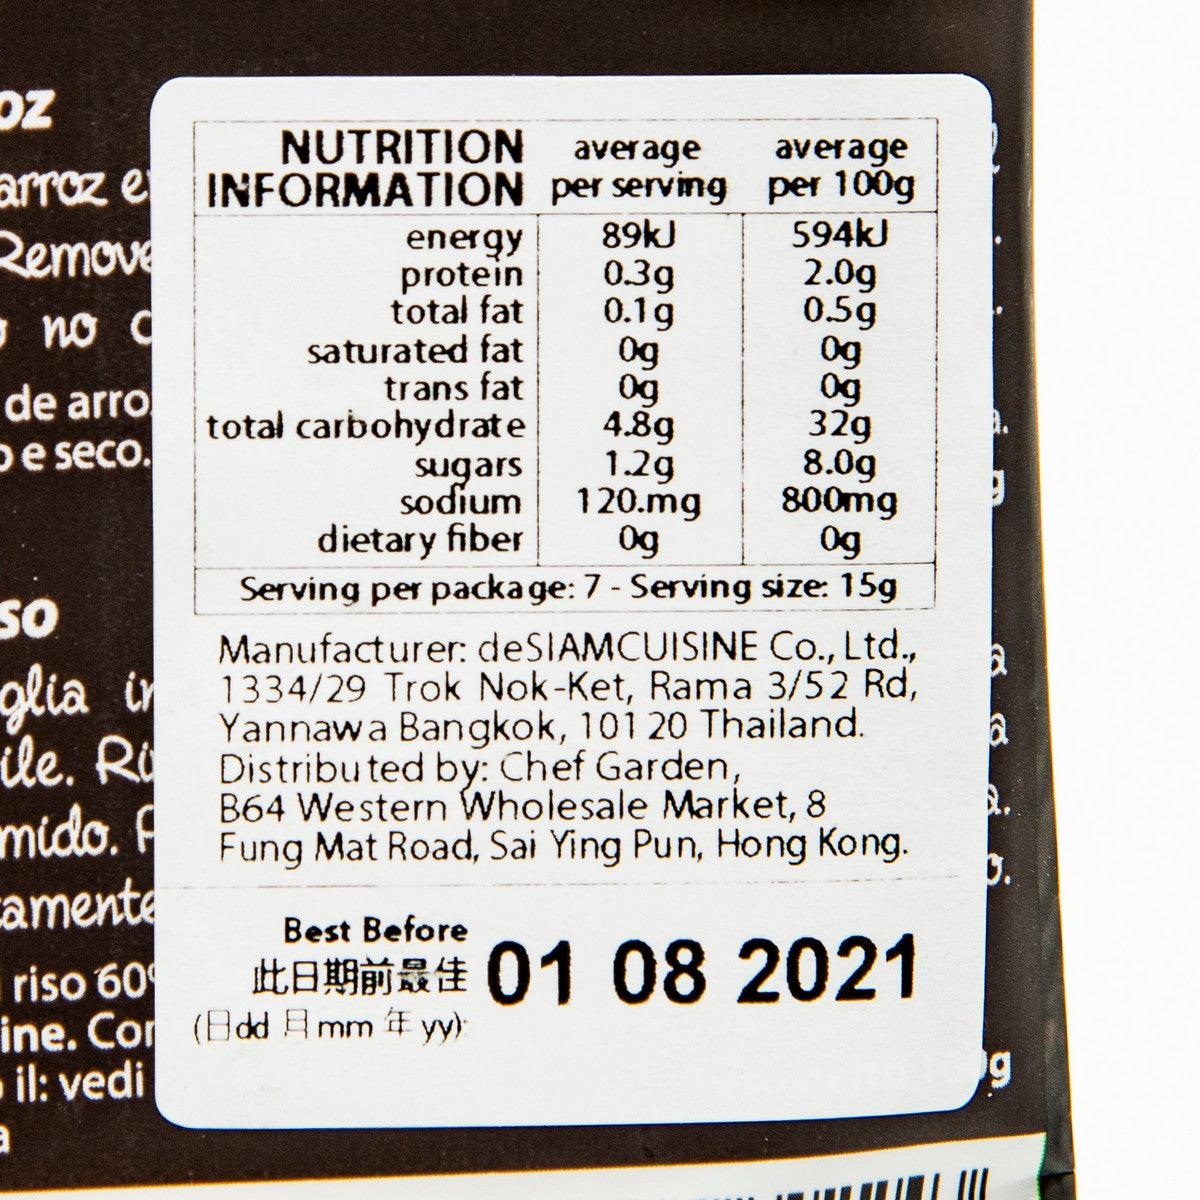 oz
arroz e
Remove
no c
de arro
o e seco.
so
glia in
ile. Ri
mido. P
tamente
riso 60%
ine. Con
il: vedi
a
NUTRITION INFORMATION average per serving average per 100g
energy 89kJ 594kJ
protein 0.3g 2.0g
total fat 0.1g 0.5g
saturated fat 0g 0g
trans fat 0g 0g
total carbohydrate 4.8g 32g
sugars 1.2g 8.0g
sodium 120.mg 800mg
dietary fiber 0g 0g
Serving per package: 7 - Serving size: 15g
Manufacturer: deSIAMCUISINE Co., Ltd.,
1334/29 Trok Nok-Ket, Rama 3/52 Rd,
Yannawa Bangkok, 10120 Thailand.
Distributed by: Chef Garden,
B64 Western Wholesale Market, 8
Fung Mat Road, Sai Ying Pun, Hong Kong.
Best Before
此日期前最佳 01 08 2021
(日dd 月mm 年yy):